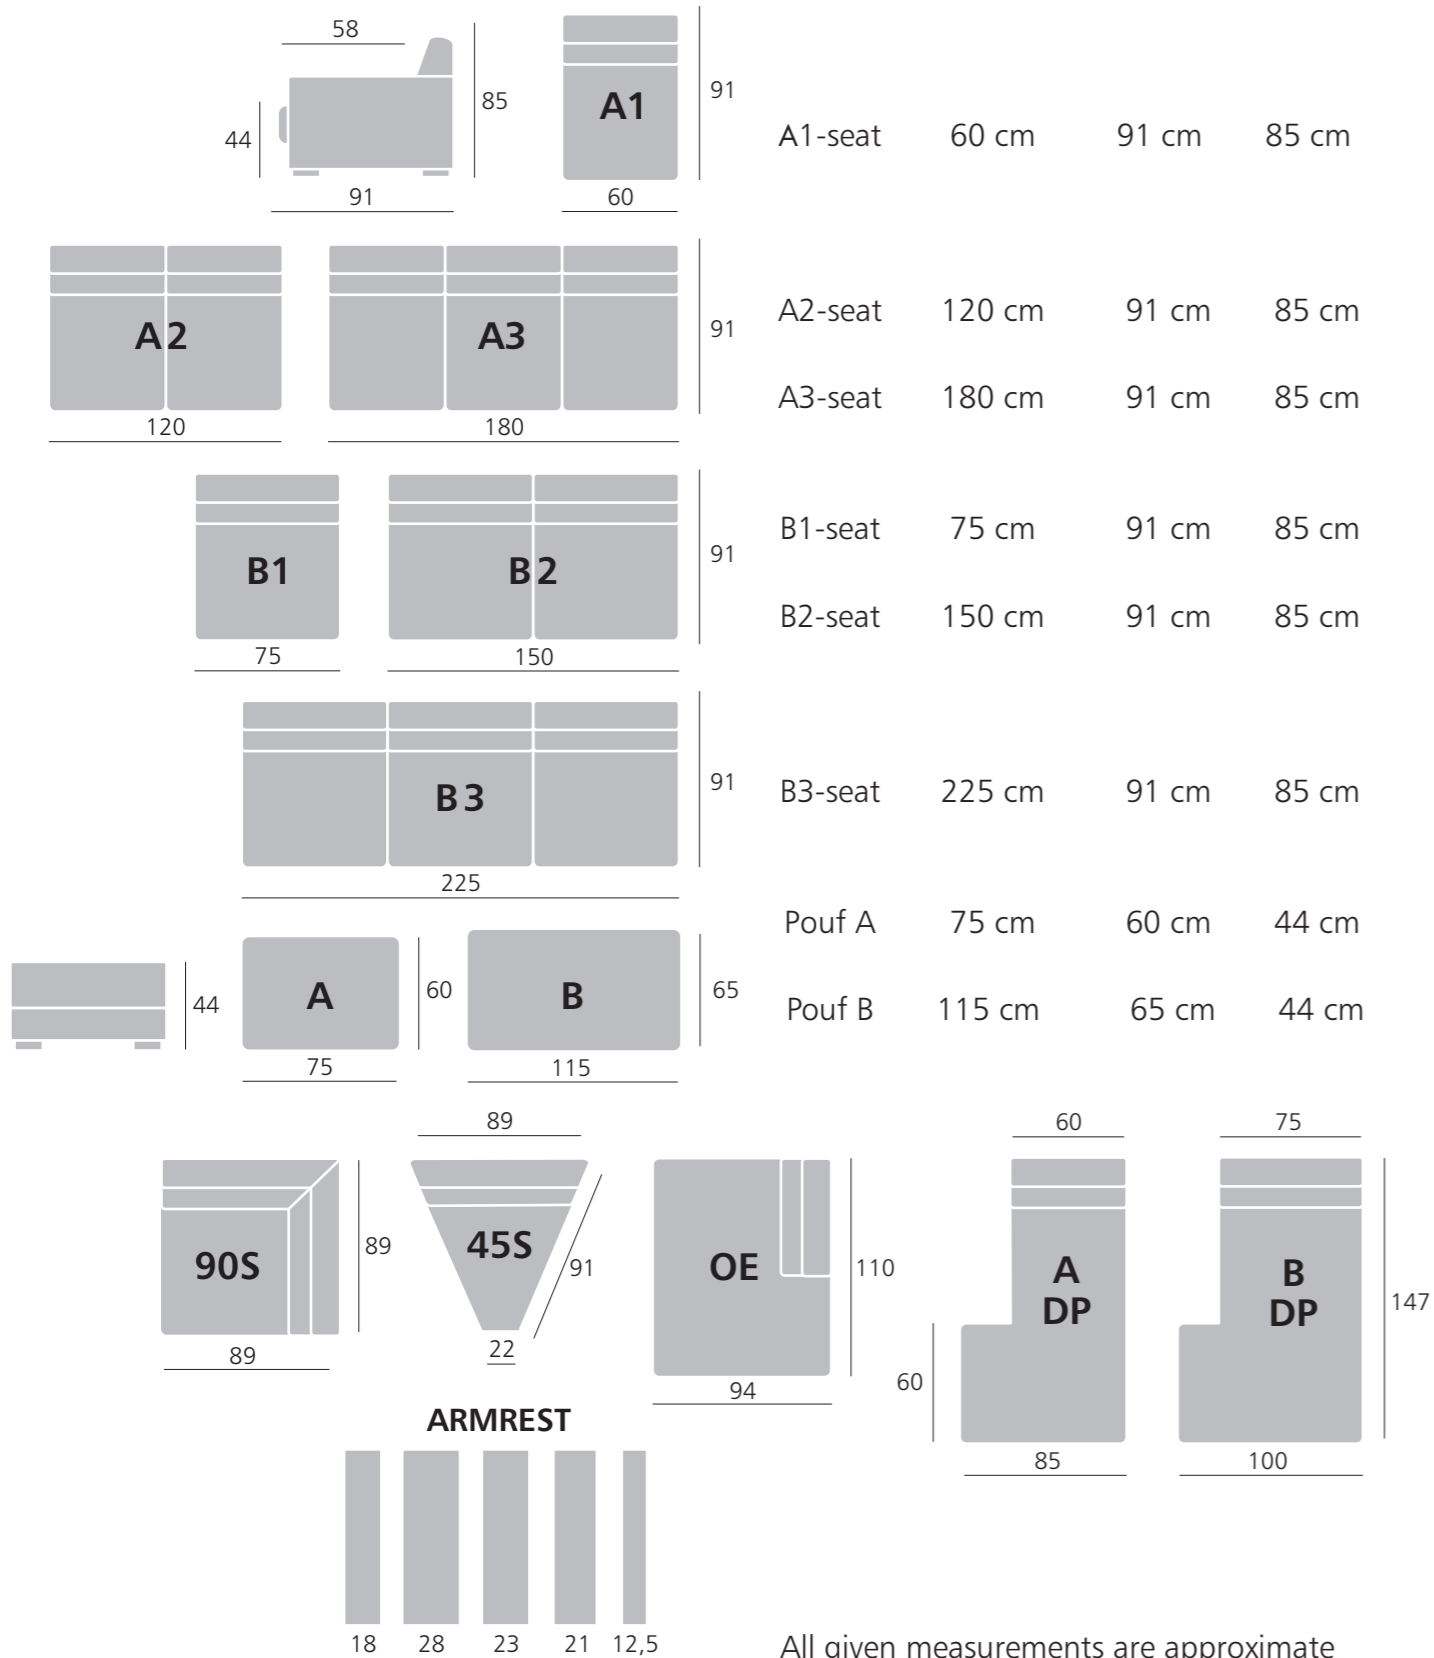 58
85
44
91
A1
91
60
A1-seat 60 cm 91 cm 85 cm
A2
120
A3
180
91
A2-seat 120 cm 91 cm 85 cm
A3-seat 180 cm 91 cm 85 cm
B1
75
B2
150
91
B1-seat 75 cm 91 cm 85 cm
B2-seat 150 cm 91 cm 85 cm
B3
91
225
B3-seat 225 cm 91 cm 85 cm
44
A
60
75
B
65
115
Pouf A 75 cm 60 cm 44 cm
Pouf B 115 cm 65 cm 44 cm
90S
89
89
89
45S
91
22
OE
110
94
60
A
DP
60
85
75
B
DP
147
100
ARMREST
18 28 23 21 12,5
All given measurements are approximate